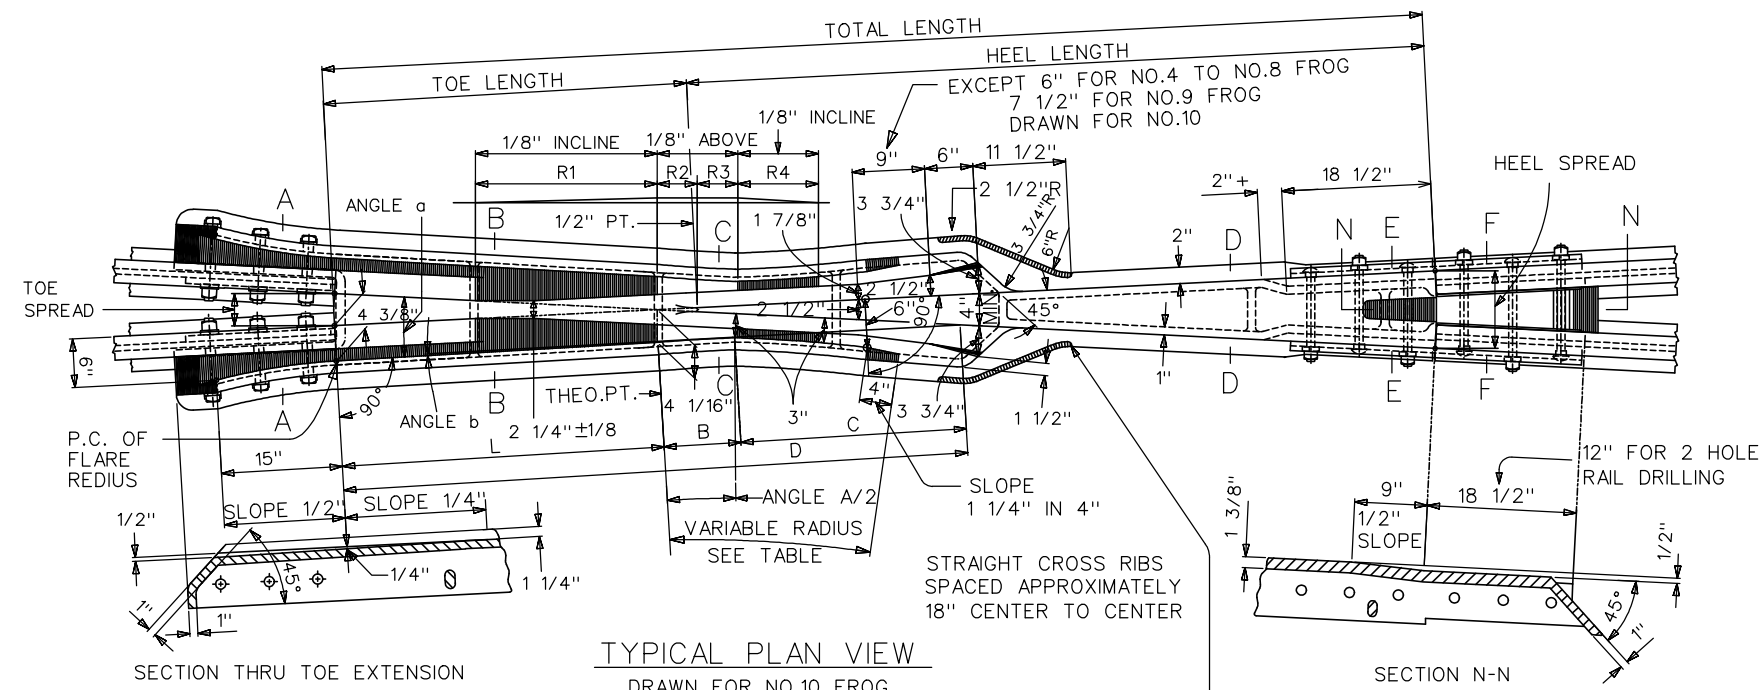 TOTAL LENGTH
HEEL LENGTH
TOE LENGTH
EXCEPT 6" FOR NO.4 TO NO.8 FROG
7 1/2" FOR NO.9 FROG
DRAWN FOR NO.10
1/8" INCLINE
1/8" INCLINE
1/8" ABOVE
9"
6"
11 1/2"
HEEL SPREAD
R1
R2
R3
R4
2"+
18 1/2"
A
ANGLE a
B
1/2" PT.
C
1 7/8"
3 3/4"
2 1/2"R
3 3/4"R
6"R
2"
D
N
E
F
N
TOE
SPREAD
4 3/8"
2 1/2"
2 1/2"
6"
90°
4"
45°
6"
90°
A
ANGLE b
B
THEO.PT.
C
4 1/16"
3"
4"
3 3/4"
1 1/2"
1"
D
E
F
2 1/4"±1/8
P.C. OF
FLARE
REDIUS
15"
L
B
C
D
12" FOR 2 HOLE
RAIL DRILLING
SLOPE 1/2"
SLOPE 1/4"
ANGLE A/2
SLOPE
1 1/4" IN 4"
9"
18 1/2"
1/2"
VARIABLE RADIUS
SEE TABLE
1 3/8"
1/2"
SLOPE
1/2"
45°
1/4"
1 1/4"
STRAIGHT CROSS RIBS
SPACED APPROXIMATELY
18" CENTER TO CENTER
1"
1"
45°
1"
TYPICAL PLAN VIEW
SECTION THRU TOE EXTENSION
SECTION N-N
DRAWN FOR NO.10 FROG